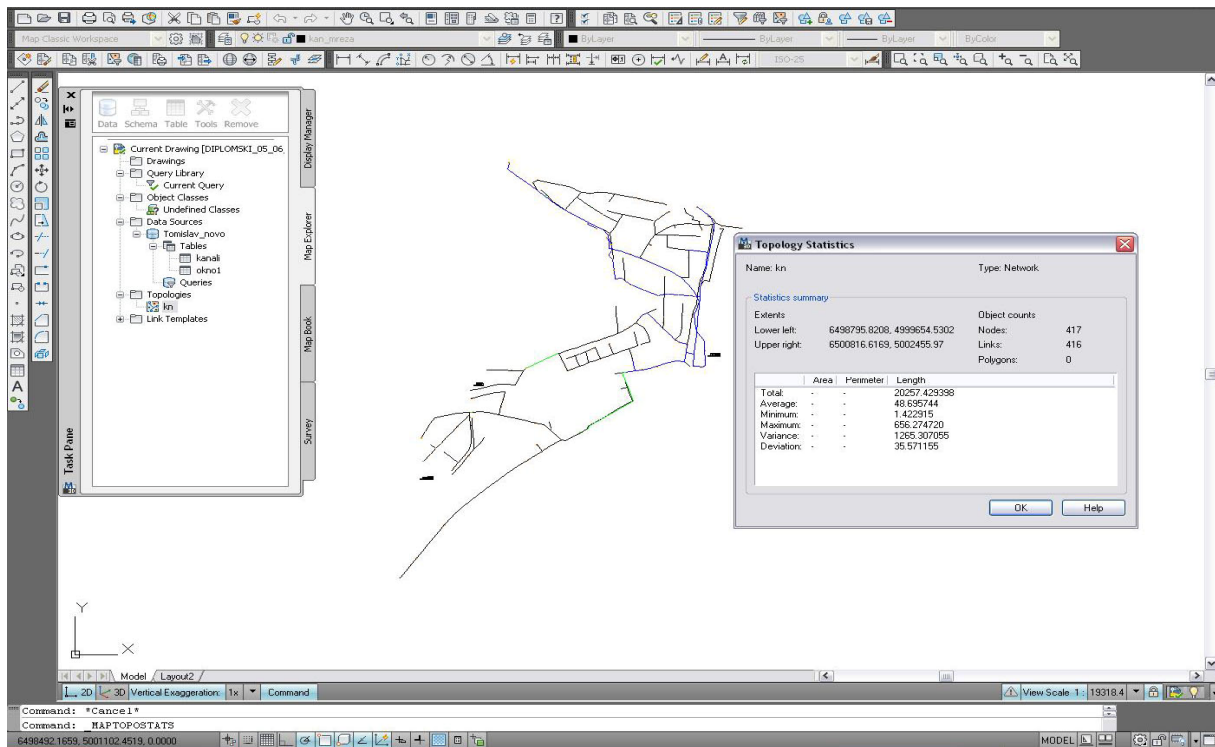 Map Classic Workspace
kan_mreza
ByLayer
ByLayer
ByLayer
ByColor
ISO-25
Data Schema Table Tools Remove
Current Drawing [DIPLOMSKI_05_06_
Drawings
Query Library
Current Query
Object Classes
Undefined Classes
Data Sources
Tomislav_novo
Tables
kanali
okno1
Queries
Topologies
kn
Link Templates
Display Manager
Map Explorer
Map Book
Survey
Task Pane
Topology Statistics
Name: kn Type: Network
Statistics summary
Extents Object counts
Lower left: 6498795.8208, 4999654.5302 Nodes: 417
Upper right: 6500816.6169, 5002455.97 Links: 416
Polygons: 0
Area Perimeter Length
Total: - - 20257.429398
Average: - - 48.695744
Minimum: - - 1.422915
Maximum: - - 656.274720
Variance: - - 1265.307055
Deviation: - - 35.571155
OK Help
Y
X
Model Layout2
2D 3D Vertical Exaggeration: 1x Command View Scale 1 : 19318.4
Command: *Cancel*
Command: _MAPTOPOSTATS
6498492.1659, 5001102.4519, 0.0000 MODEL